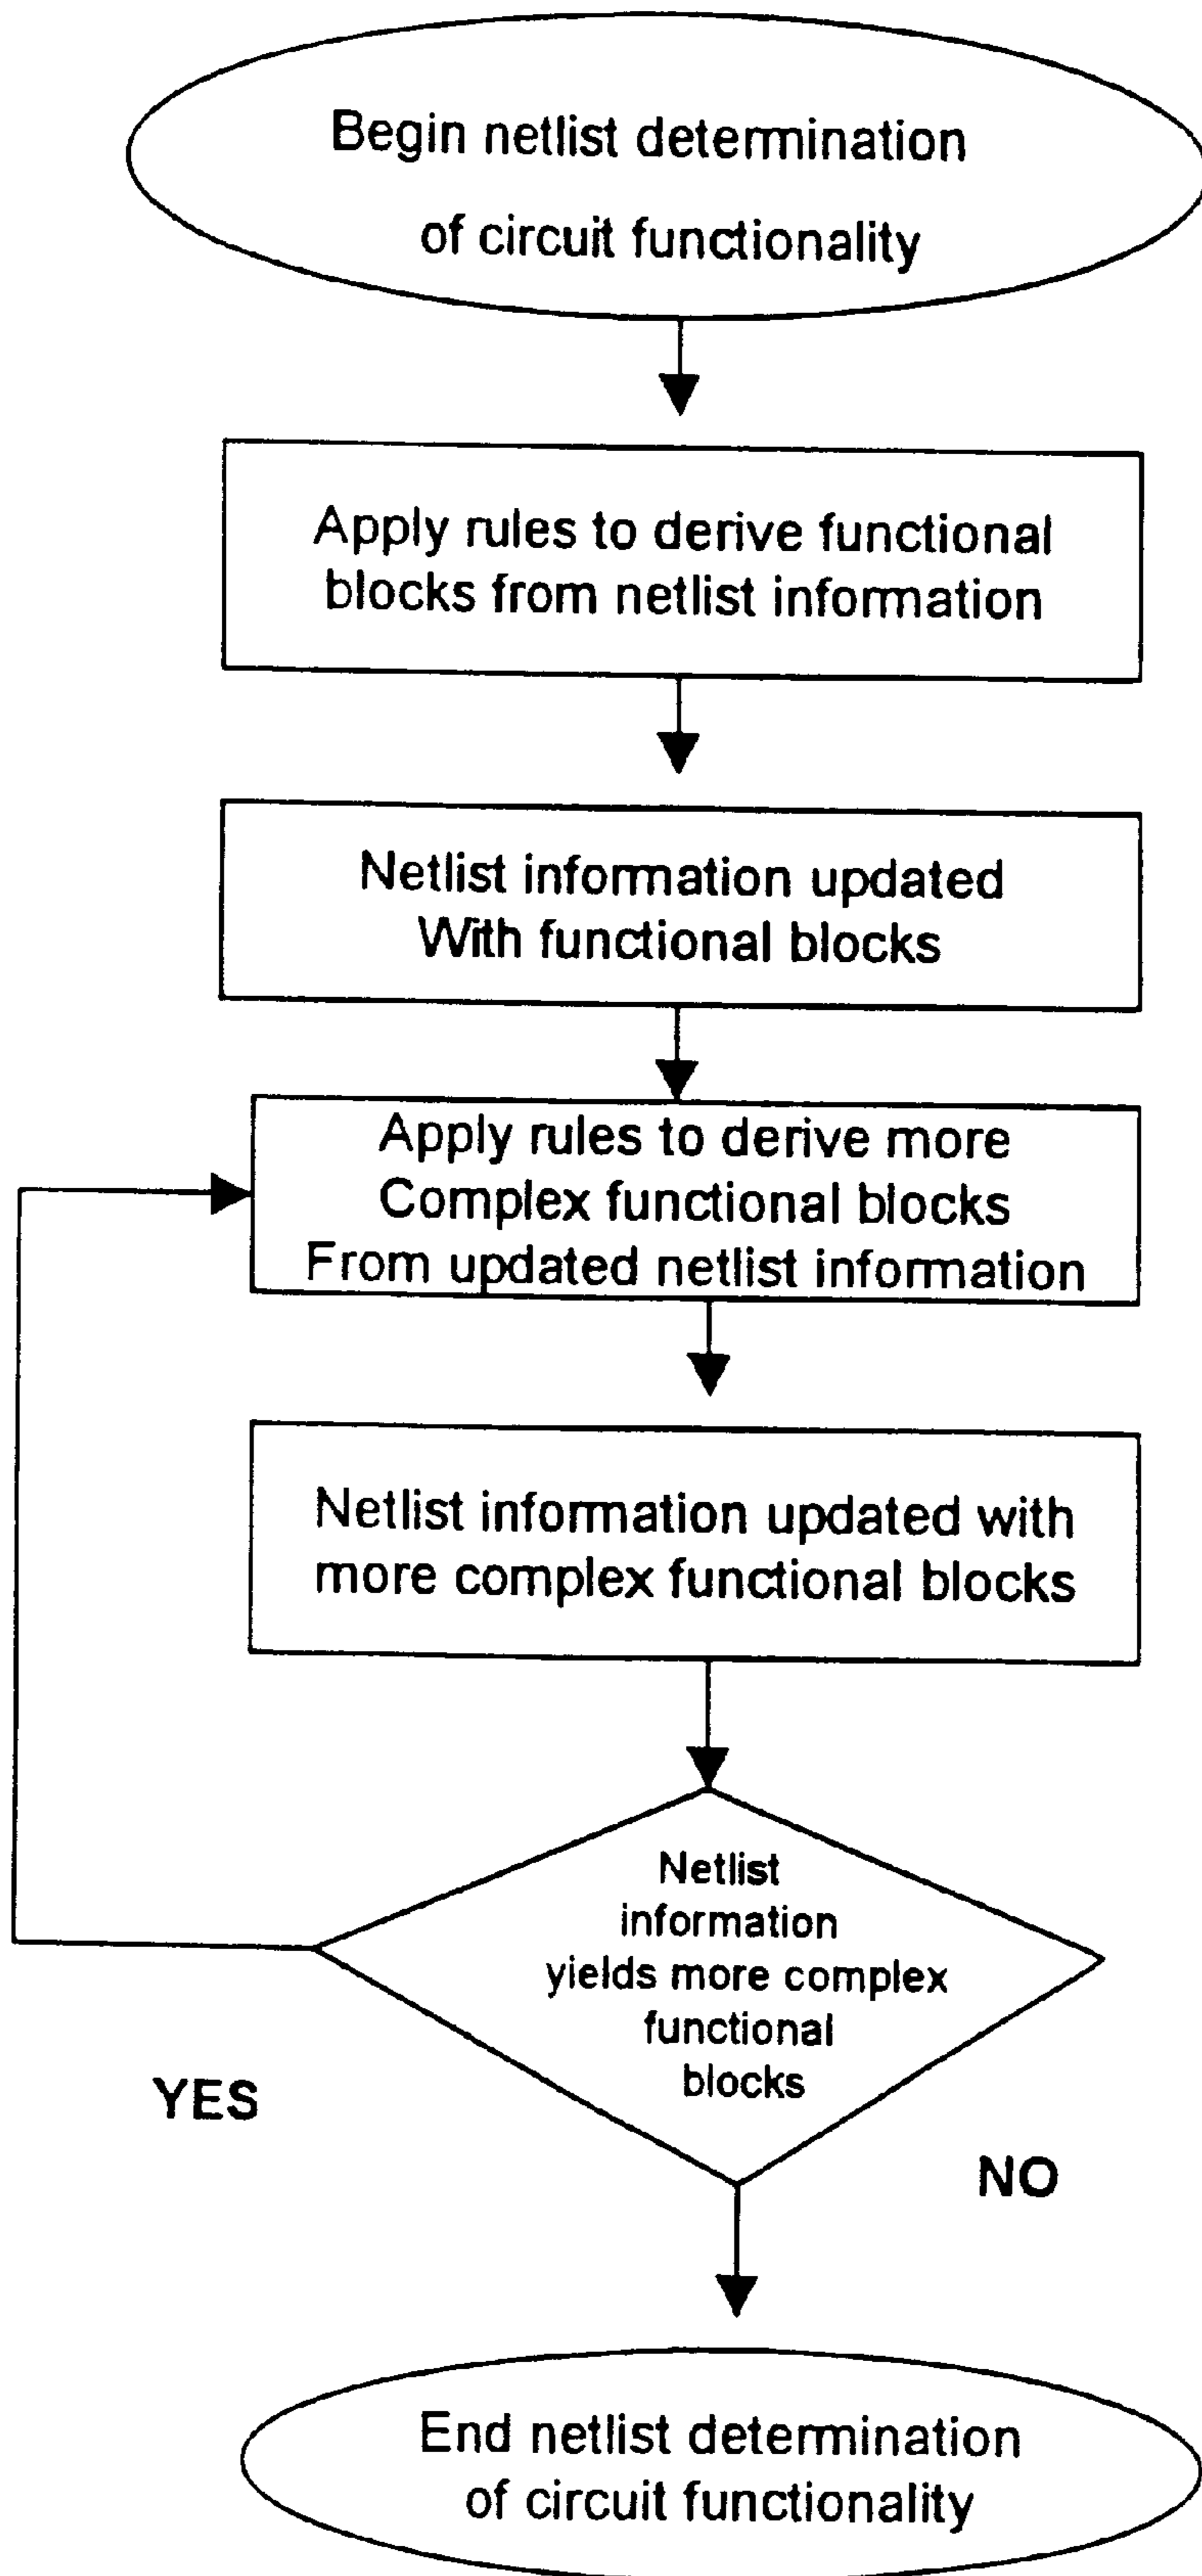 Begin netlist determination
of circuit functionality
Apply rules to derive functional
blocks from netlist information
Netlist information updated
With functional blocks
Apply rules to derive more
Complex functional blocks
From updated netlist information
Netlist information updated with
more complex functional blocks
Netlist
information
yields more complex
functional
blocks
YES
NO
End netlist determination
of circuit functionality